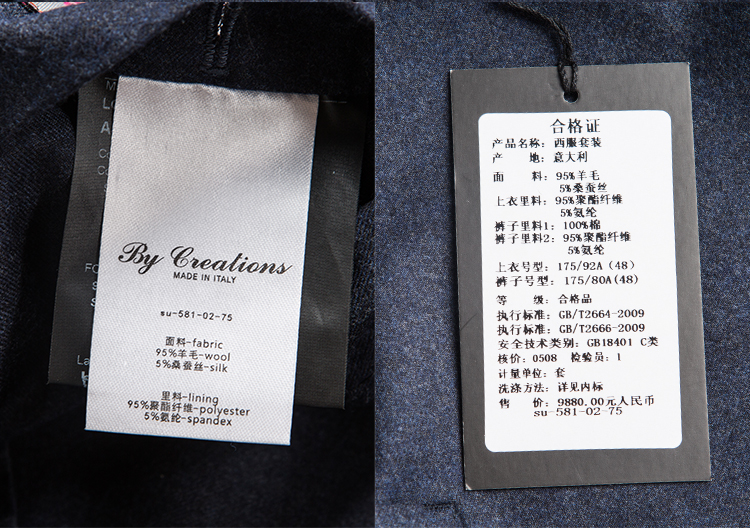 By Creations
MADE IN ITALY
su-581-02-75
面料-fabric
95%羊毛-wool
5%桑蚕丝-silk
里料-lining
95%聚酯纤维-polyester
5%氨纶-spandex
合格证
产品名称：西服套装
产 地：意大利
面 料：95%羊毛
5%桑蚕丝
上衣里料：95%聚酯纤维
5%氨纶
裤子里料1：100%棉
裤子里料2：95%聚酯纤维
5%氨纶
上衣号型：175/92A（48）
裤子号型：175/80A(48)
等 级：合格品
执行标准：GB/T2664-2009
执行标准：GB/T2666-2009
安全技术类别：GB18401 C类
核价：0508 检验员：1
计量单位：套
洗涤方法：详见内标
售 价：9880.00元人民币
su-581-02-75